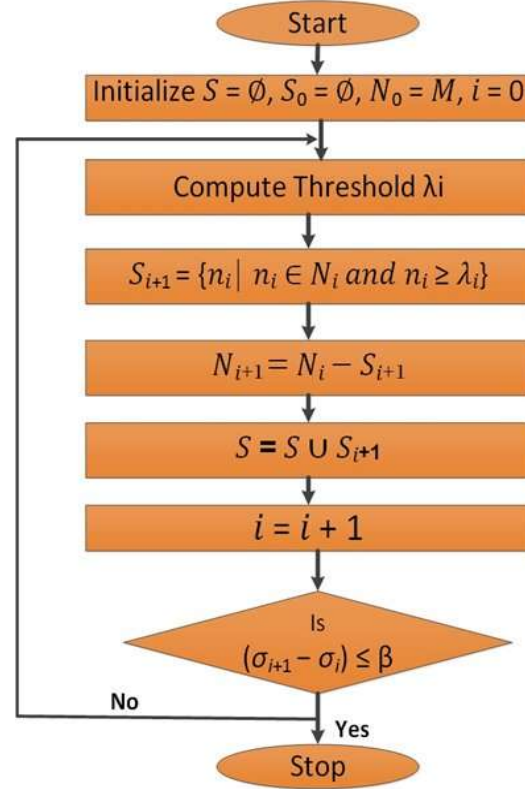 Start
Initialize S = Ø, S₀ = Ø, N₀ = M, i = 0
Compute Threshold λi
Sᵢ₊₁ = {nᵢ| nᵢ ∈ Nᵢ and nᵢ ≥ λᵢ}
Nᵢ₊₁ = Nᵢ − Sᵢ₊₁
S = S ∪ Sᵢ₊₁
i = i + 1
Is
(σᵢ₊₁ − σᵢ) ≤ β
No
Yes
Stop